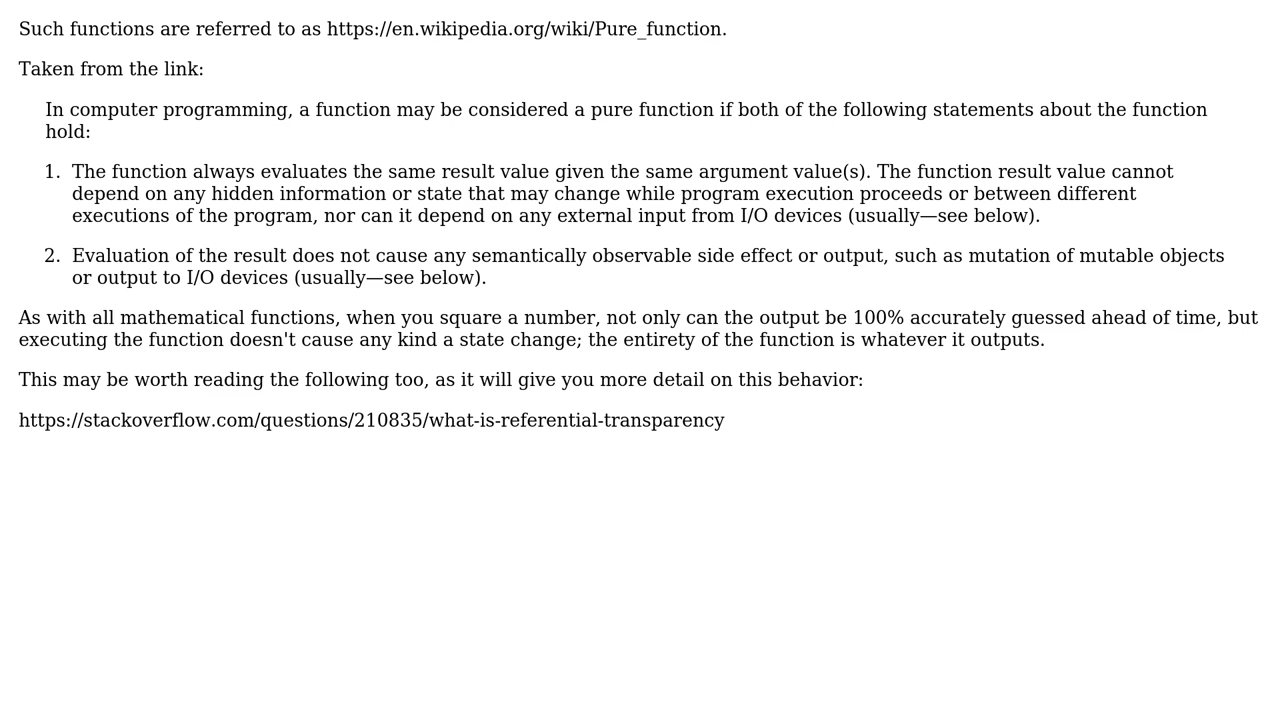 Such functions are referred to as https://en.wikipedia.org/wiki/Pure_function.
Taken from the link:
In computer programming, a function may be considered a pure function if both of the following statements about the function
hold:
1. The function always evaluates the same result value given the same argument value(s). The function result value cannot
depend on any hidden information or state that may change while program execution proceeds or between different
executions of the program, nor can it depend on any external input from I/O devices (usually—see below).
2. Evaluation of the result does not cause any semantically observable side effect or output, such as mutation of mutable objects
or output to I/O devices (usually—see below).
As with all mathematical functions, when you square a number, not only can the output be 100% accurately guessed ahead of time, but
executing the function doesn't cause any kind a state change; the entirety of the function is whatever it outputs.
This may be worth reading the following too, as it will give you more detail on this behavior:
https://stackoverflow.com/questions/210835/what-is-referential-transparency